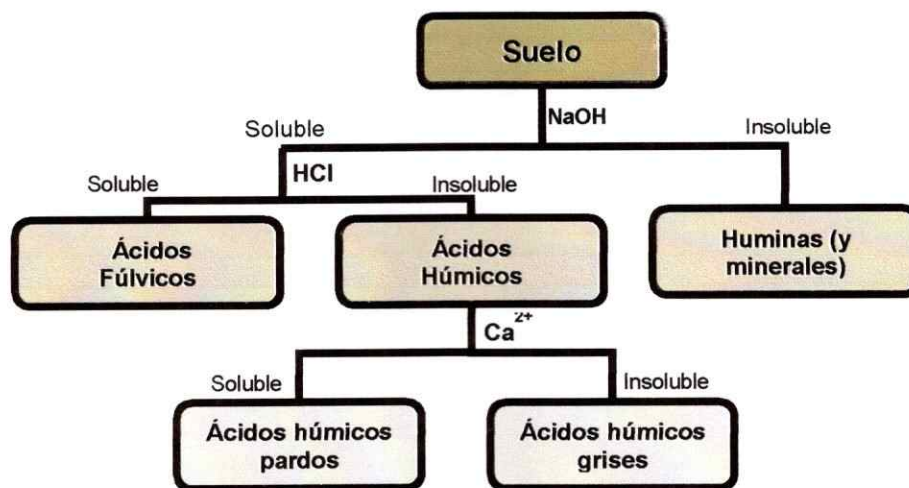 Suelo
NaOH
Soluble
Insoluble
HCl
Soluble
Insoluble
Ácidos
Fúlvicos
Ácidos
Húmicos
Huminas (y
minerales)
Ca2+
Soluble
Insoluble
Ácidos húmicos
pardos
Ácidos húmicos
grises